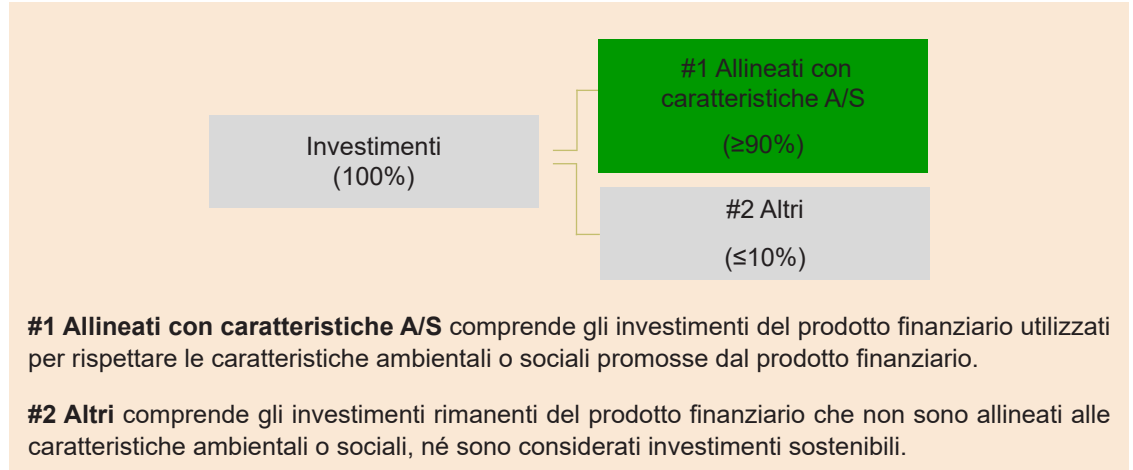 #1 Allineati con
caratteristiche A/S
(≥90%)
Investimenti
(100%)
#2 Altri
(≤10%)
#1 Allineati con caratteristiche A/S comprende gli investimenti del prodotto finanziario utilizzati
per rispettare le caratteristiche ambientali o sociali promosse dal prodotto finanziario.
#2 Altri comprende gli investimenti rimanenti del prodotto finanziario che non sono allineati alle
caratteristiche ambientali o sociali, né sono considerati investimenti sostenibili.